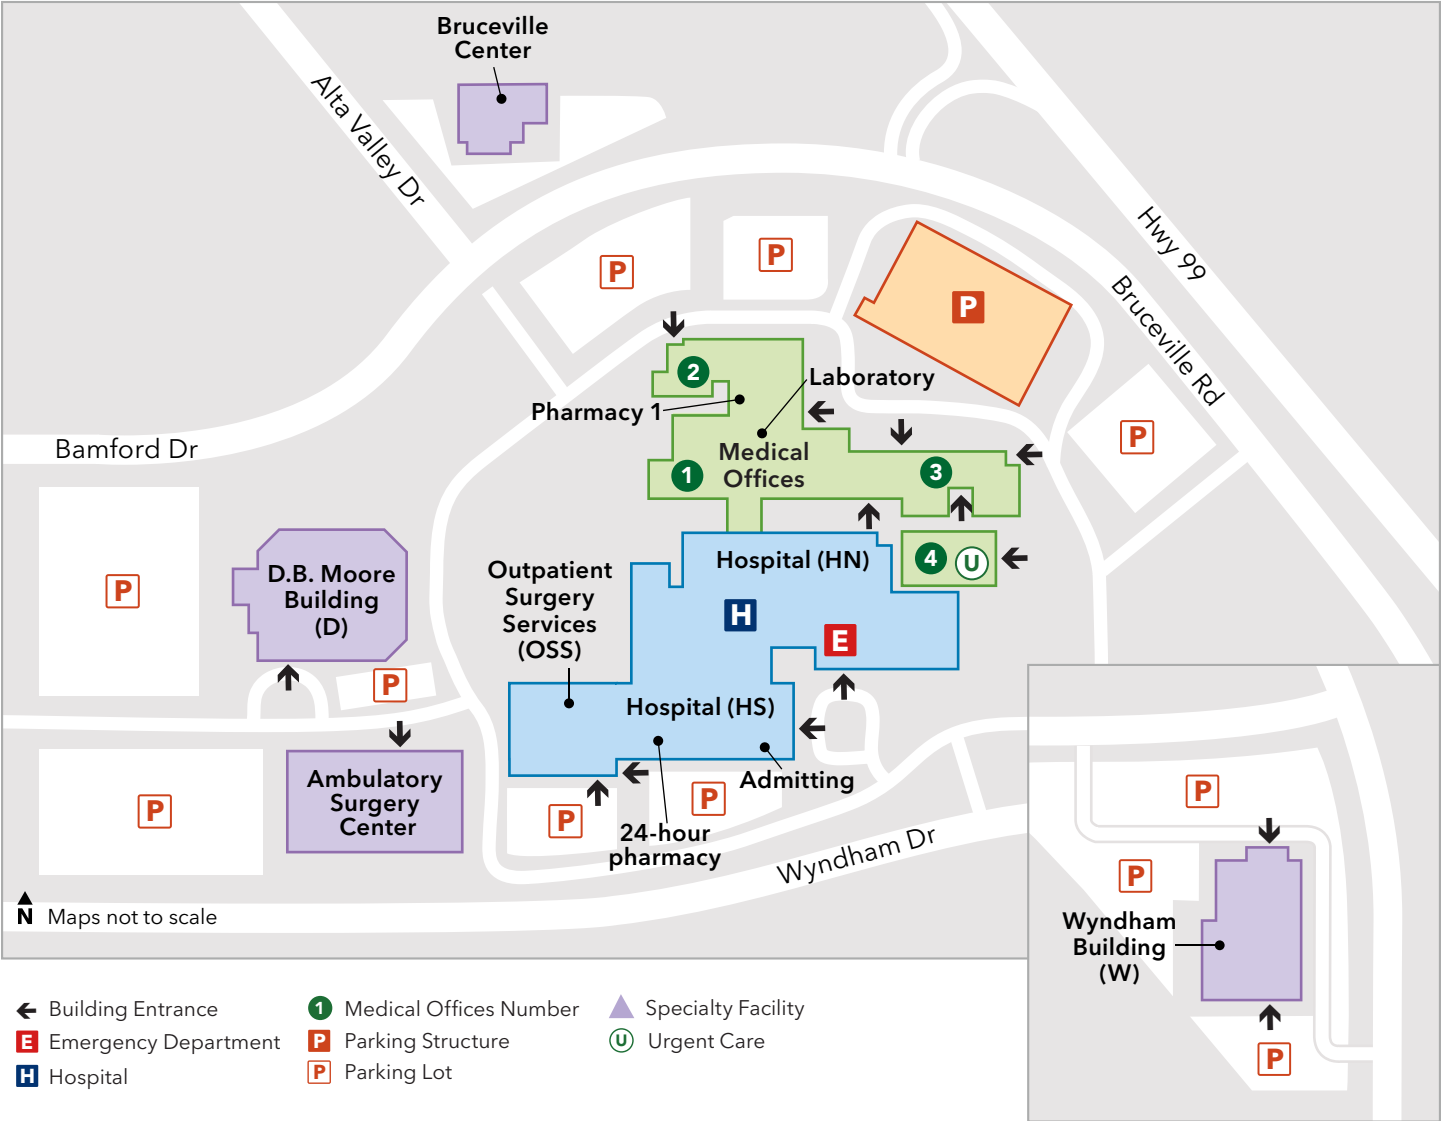 Bruceville
Center
Alta Valley Dr
Hwy 99
Bruceville Rd
P
P
P
2
Laboratory
Pharmacy 1
Bamford Dr
P
Medical
Offices
1
3
Hospital (HN)
4
U
Outpatient
Surgery
Services
(OSS)
D.B. Moore
Building
(D)
P
H
E
P
Hospital (HS)
Ambulatory
Surgery
Center
Admitting
P
P
P
24-hour
pharmacy
Wyndham Dr
P
P
Wyndham
Building
(W)
P
N Maps not to scale
Building Entrance
E Emergency Department
H Hospital
1 Medical Offices Number
P Parking Structure
P Parking Lot
Specialty Facility
U Urgent Care